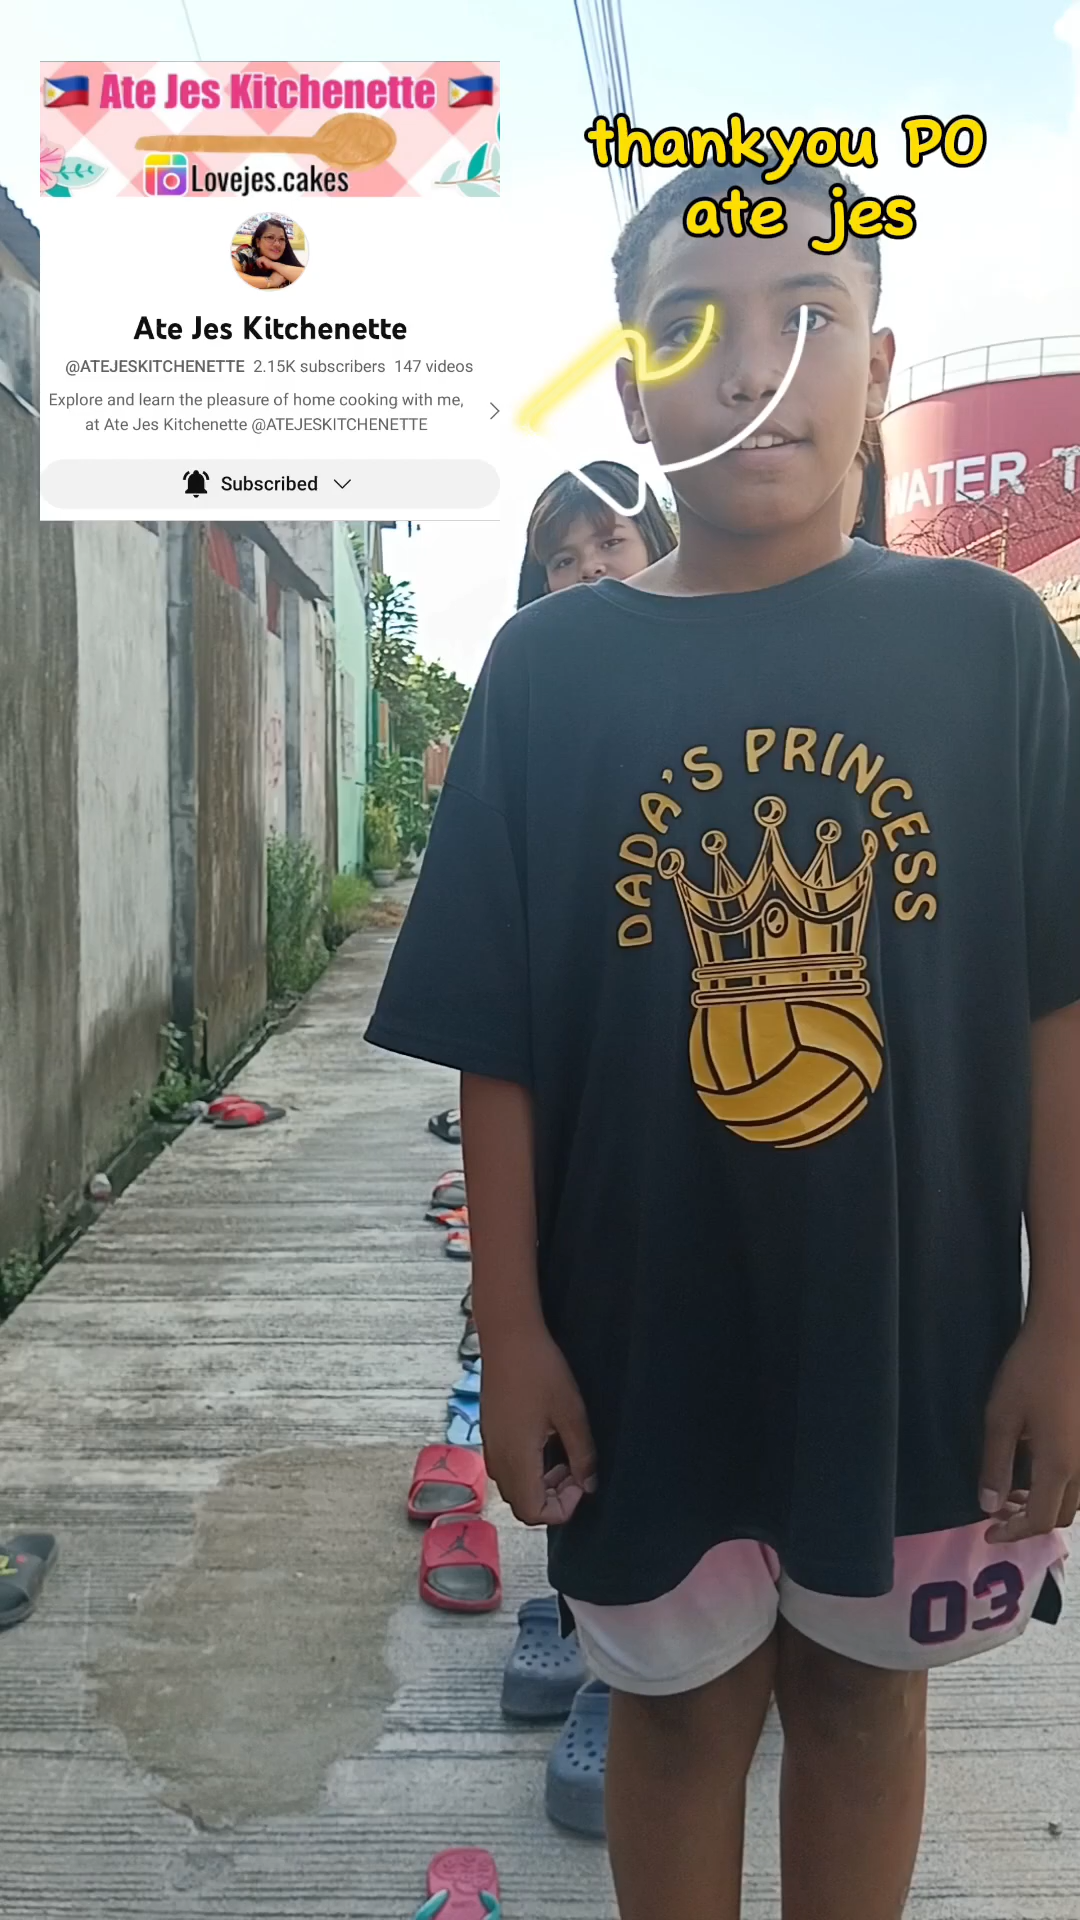 Ate Jes Kitchenette
Lovejes.cakes
Ate Jes Kitchenette
@ATEJESKITCHENETTE 2.15K subscribers 147 videos
Explore and learn the pleasure of home cooking with me,
at Ate Jes Kitchenette @ATEJESKITCHENETTE
Subscribed
thankyou PO
ate jes
WATER T
DADA'S PRINCESS
03